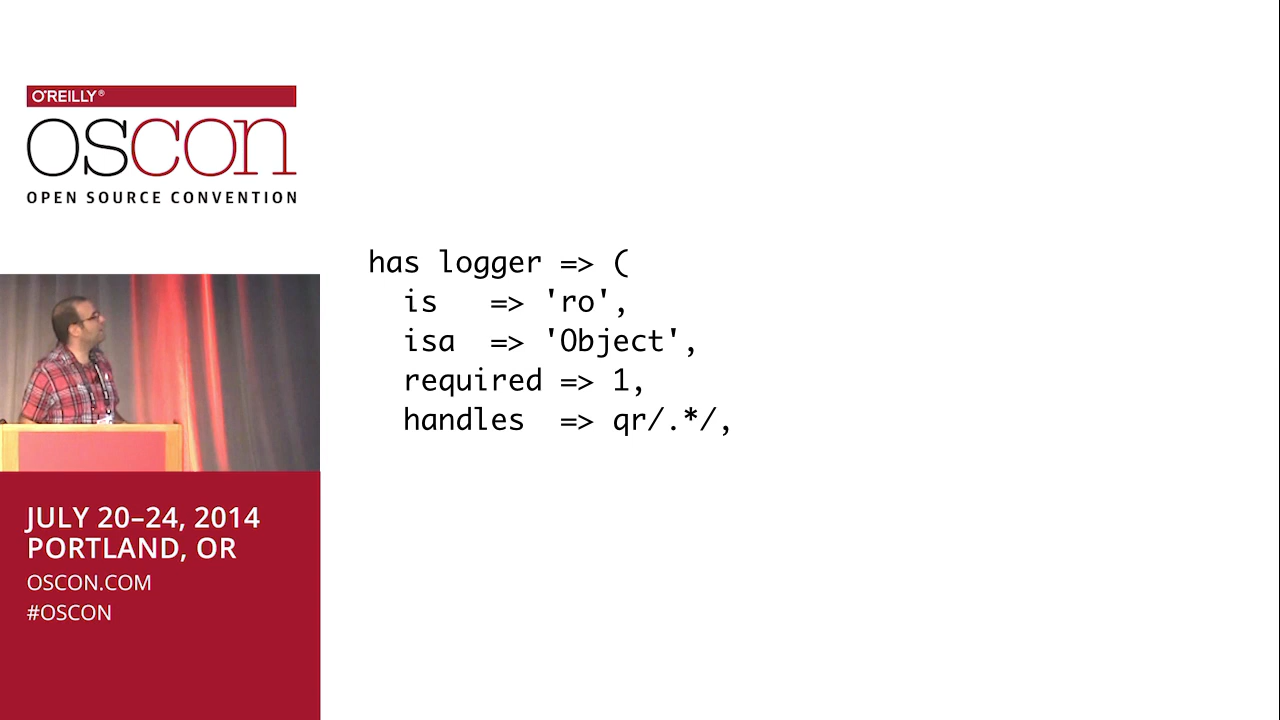 O'REILLY®
OSCON
OPEN SOURCE CONVENTION
has logger => (
  is   => 'ro',
  isa  => 'Object',
  required => 1,
  handles  => qr/.*/,
JULY 20–24, 2014
PORTLAND, OR
OSCON.COM
#OSCON